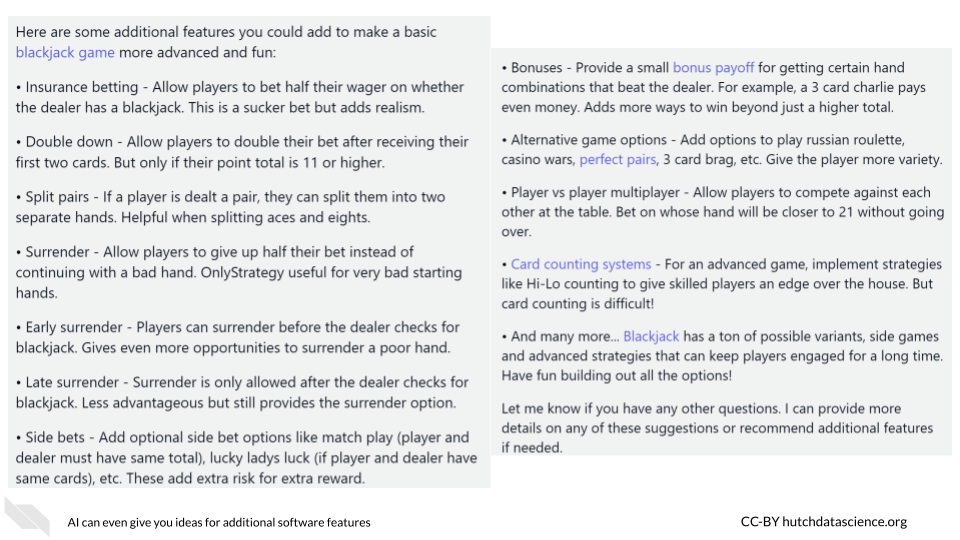 Here are some additional features you could add to make a basic
blackjack game more advanced and fun:
• Insurance betting - Allow players to bet half their wager on whether
the dealer has a blackjack. This is a sucker bet but adds realism.
• Double down - Allow players to double their bet after receiving their
first two cards. But only if their point total is 11 or higher.
• Split pairs - If a player is dealt a pair, they can split them into two
separate hands. Helpful when splitting aces and eights.
• Surrender - Allow players to give up half their bet instead of
continuing with a bad hand. OnlyStrategy useful for very bad starting
hands.
• Early surrender - Players can surrender before the dealer checks for
blackjack. Gives even more opportunities to surrender a poor hand.
• Late surrender - Surrender is only allowed after the dealer checks for
blackjack. Less advantageous but still provides the surrender option.
• Side bets - Add optional side bet options like match play (player and
dealer must have same total), lucky ladys luck (if player and dealer have
same cards), etc. These add extra risk for extra reward.
• Bonuses - Provide a small bonus payoff for getting certain hand
combinations that beat the dealer. For example, a 3 card charlie pays
even money. Adds more ways to win beyond just a higher total.
• Alternative game options - Add options to play russian roulette,
casino wars, perfect pairs, 3 card brag, etc. Give the player more variety.
• Player vs player multiplayer - Allow players to compete against each
other at the table. Bet on whose hand will be closer to 21 without going
over.
• Card counting systems - For an advanced game, implement strategies
like Hi-Lo counting to give skilled players an edge over the house. But
card counting is difficult!
• And many more... Blackjack has a ton of possible variants, side games
and advanced strategies that can keep players engaged for a long time.
Have fun building out all the options!
Let me know if you have any other questions. I can provide more
details on any of these suggestions or recommend additional features
if needed.
AI can even give you ideas for additional software features
CC-BY hutchdatascience.org